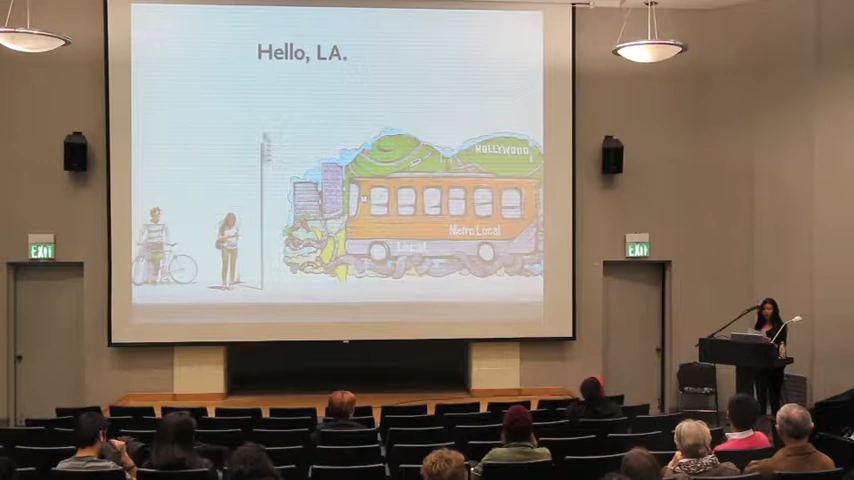 Hello, LA.
HOLLYWOOD
Metro Local
Local
EXIT
EXIT